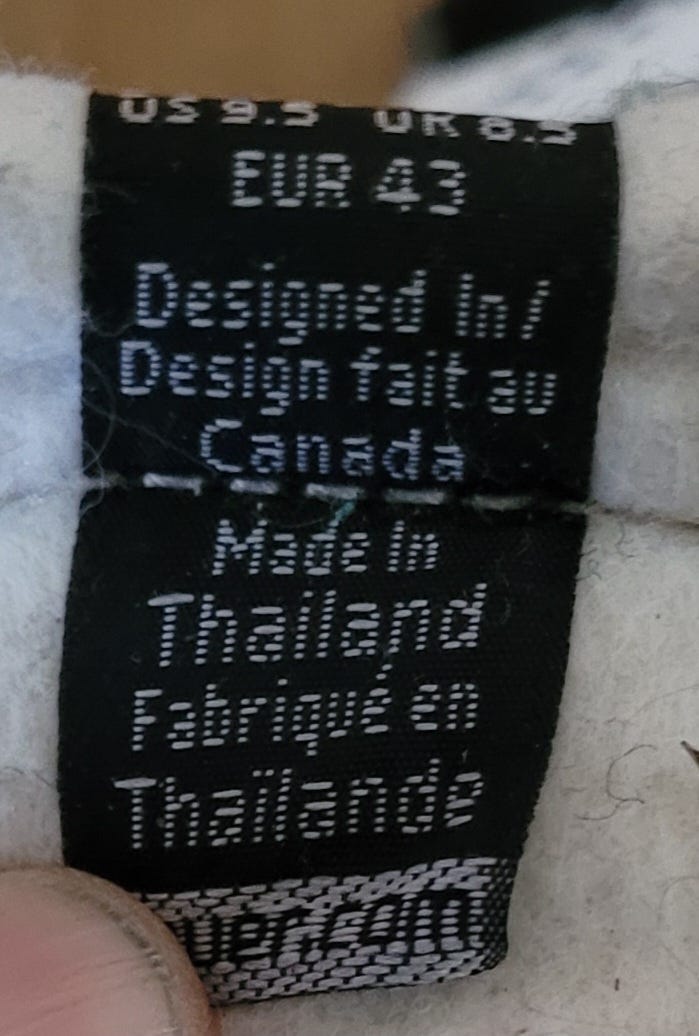 US 9.5 UK 8.5
EUR 43
Designed In/
Design fait au
Canada
Made In
Thaïland
Fabriqué en
Thaïlande